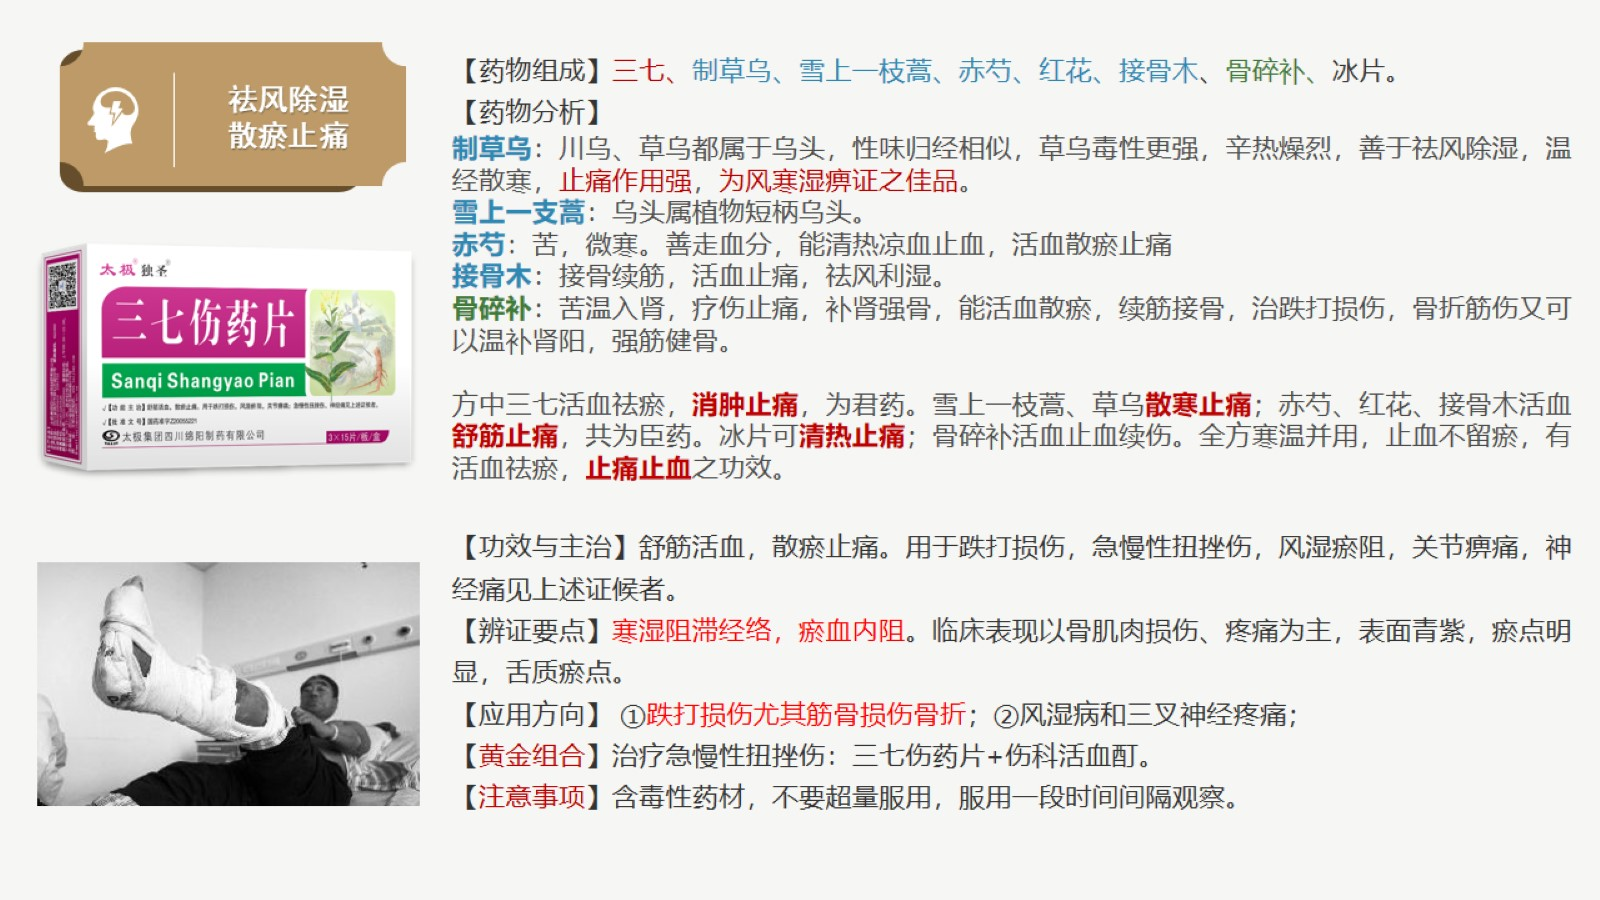 祛风除湿
散瘀止痛
太极 独圣
三七伤药片
Sanqi Shangyao Pian
太极集团四川绵阳制药有限公司
3×15片/板/盒
【药物组成】三七、制草乌、雪上一枝蒿、赤芍、红花、接骨木、骨碎补、冰片。
【药物分析】
制草乌：川乌、草乌都属于乌头，性味归经相似，草乌毒性更强，辛热燥烈，善于祛风除湿，温
经散寒，止痛作用强，为风寒湿痹证之佳品。
雪上一支蒿：乌头属植物短柄乌头。
赤芍：苦，微寒。善走血分，能清热凉血止血，活血散瘀止痛
接骨木：接骨续筋，活血止痛，祛风利湿。
骨碎补：苦温入肾，疗伤止痛，补肾强骨，能活血散瘀，续筋接骨，治跌打损伤，骨折筋伤又可
以温补肾阳，强筋健骨。
方中三七活血祛瘀，消肿止痛，为君药。雪上一枝蒿、草乌散寒止痛；赤芍、红花、接骨木活血
舒筋止痛，共为臣药。冰片可清热止痛；骨碎补活血止血续伤。全方寒温并用，止血不留瘀，有
活血祛瘀，止痛止血之功效。
【功效与主治】舒筋活血，散瘀止痛。用于跌打损伤，急慢性扭挫伤，风湿瘀阻，关节痹痛，神
经痛见上述证候者。
【辨证要点】寒湿阻滞经络，瘀血内阻。临床表现以骨肌肉损伤、疼痛为主，表面青紫，瘀点明
显，舌质瘀点。
【应用方向】 ①跌打损伤尤其筋骨损伤骨折；②风湿病和三叉神经疼痛；
【黄金组合】治疗急慢性扭挫伤：三七伤药片+伤科活血酊。
【注意事项】含毒性药材，不要超量服用，服用一段时间间隔观察。